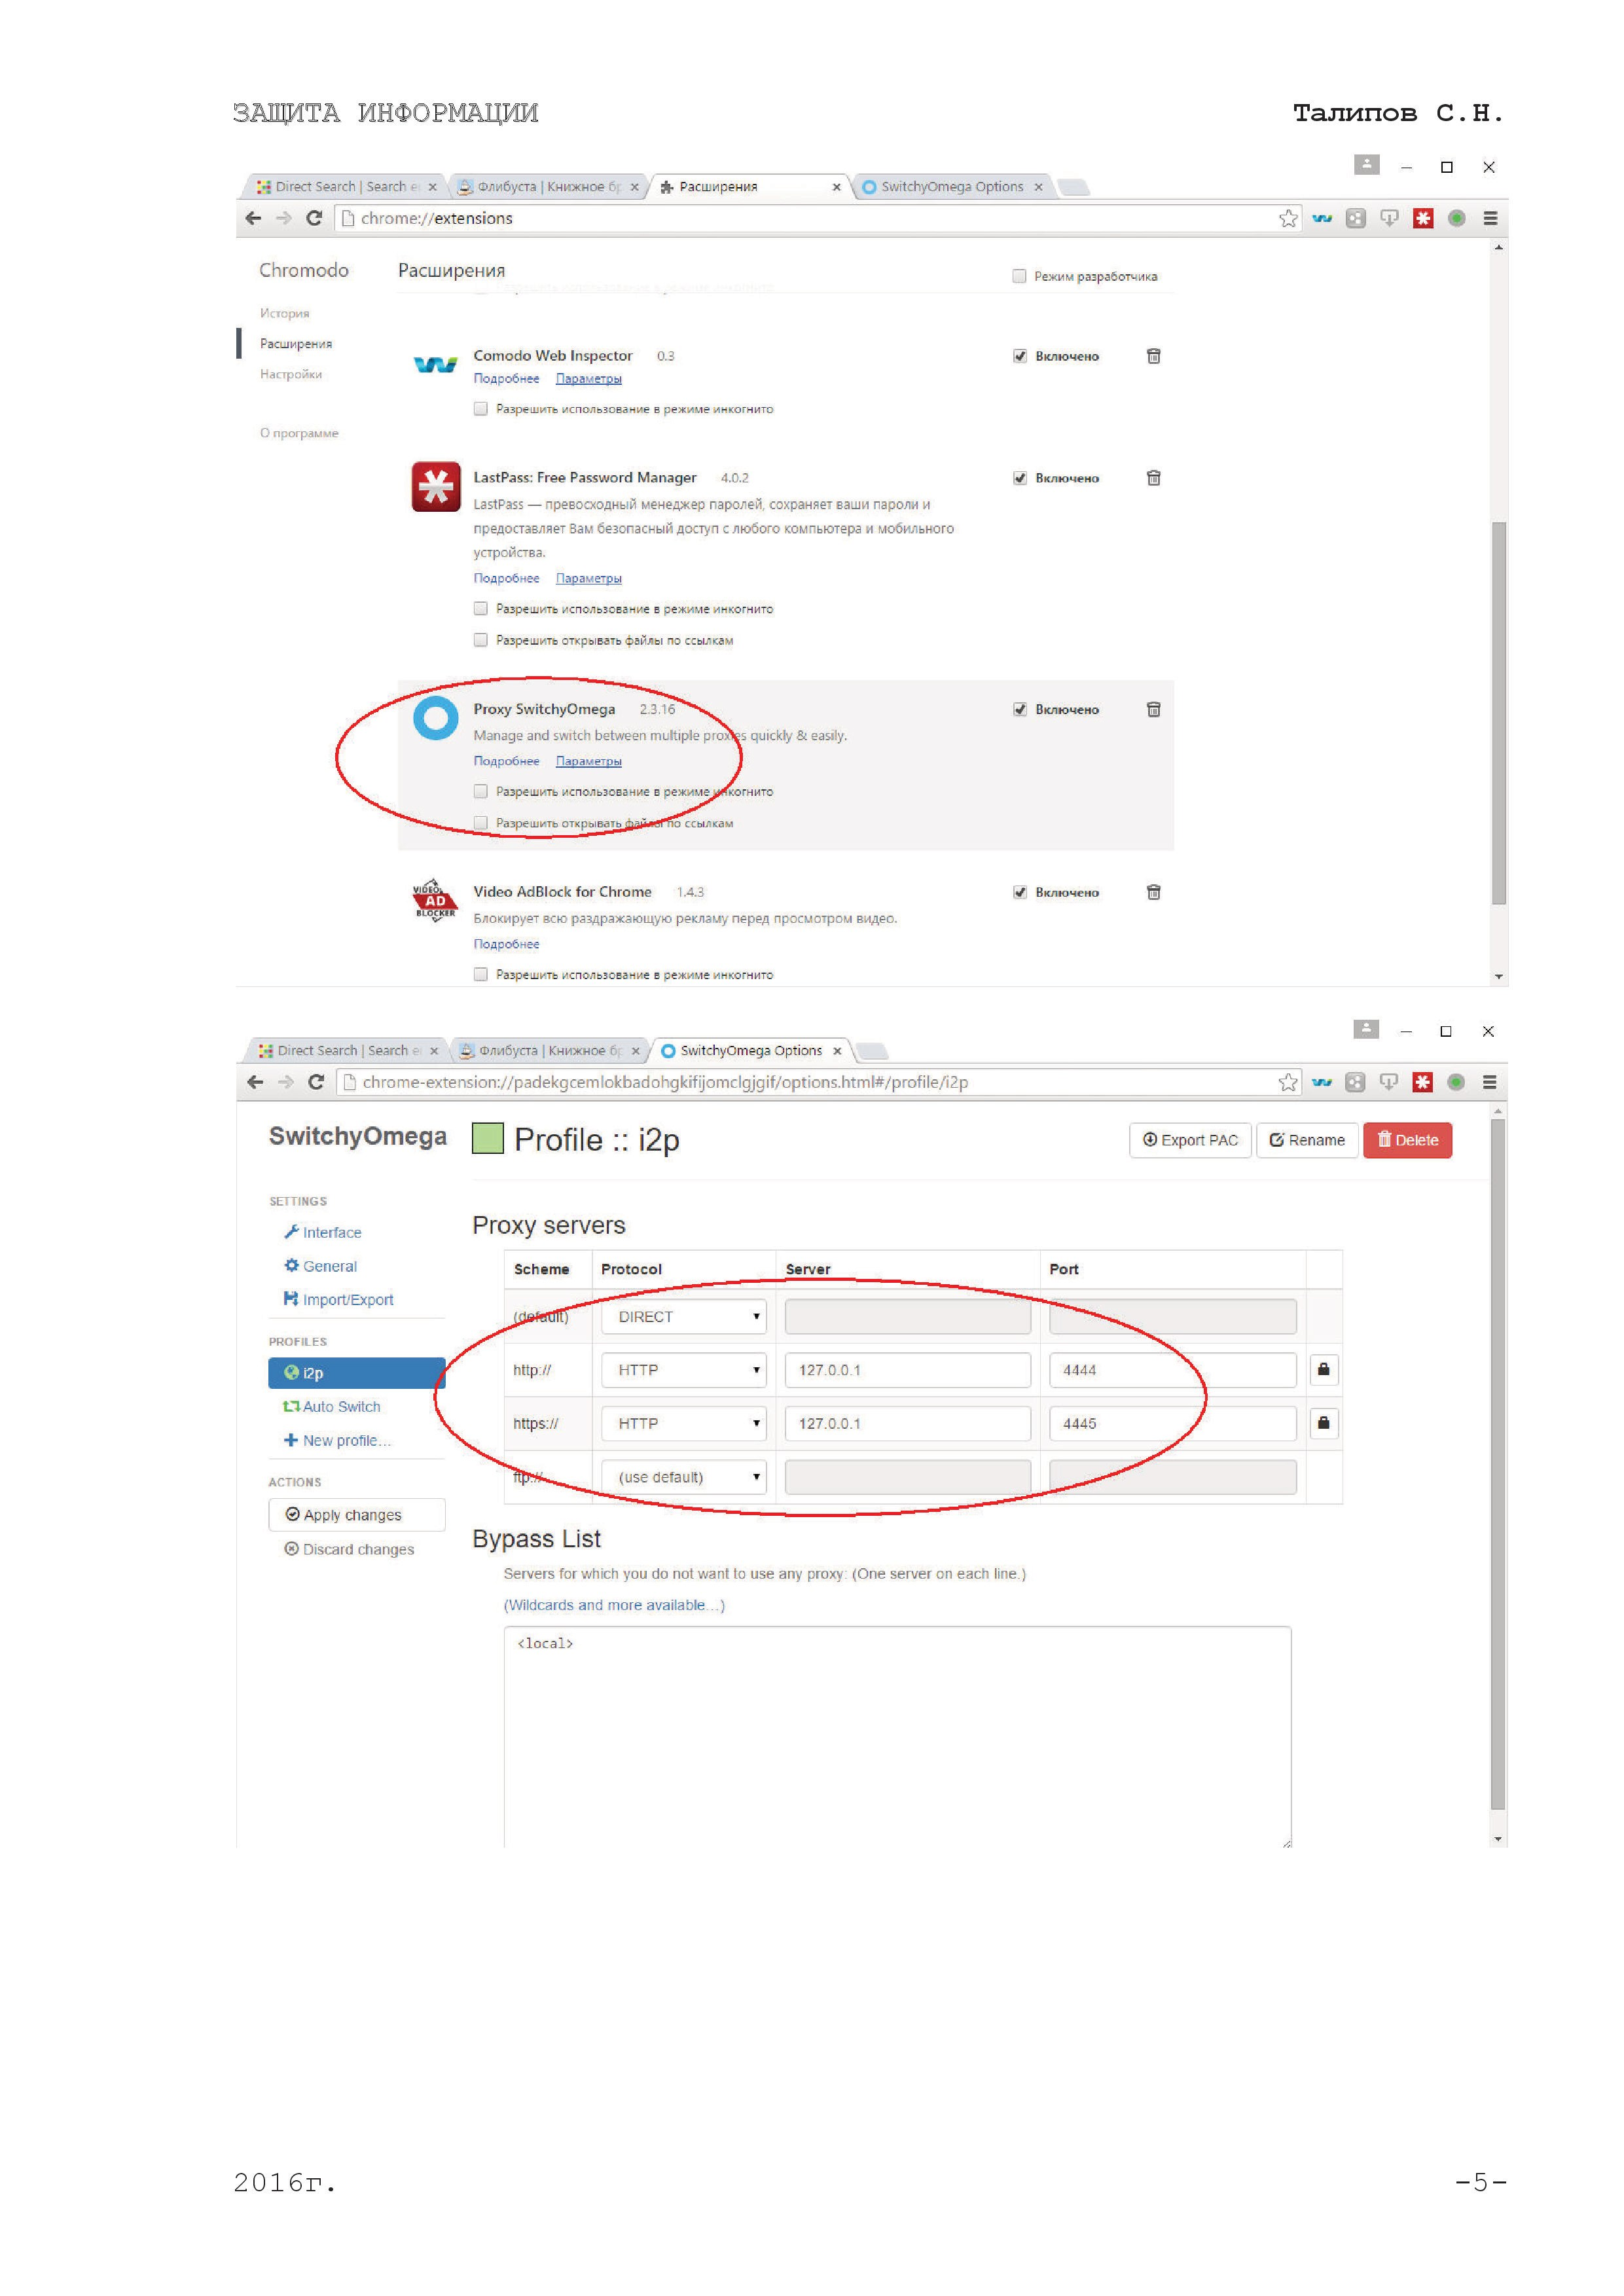 ЗАЩИТА ИНФОРМАЦИИ Талипов С.Н.
Direct Search | Search e Флибуста | Книжное бр Расширения SwitchyOmega Options
chrome://extensions
Chromodo Расширения Режим разработчика
История
Расширения
Настройки
О программе
Comodo Web Inspector 0.3 Включено
Подробнее Параметры
Разрешить использование в режиме инкогнито
LastPass: Free Password Manager 4.0.2 Включено
LastPass — превосходный менеджер паролей, сохраняет ваши пароли и
предоставляет Вам безопасный доступ с любого компьютера и мобильного
устройства.
Подробнее Параметры
Разрешить использование в режиме инкогнито
Разрешить открывать файлы по ссылкам
Proxy SwitchyOmega 2.3.16 Включено
Manage and switch between multiple proxies quickly & easily.
Подробнее Параметры
Разрешить использование в режиме инкогнито
Разрешить открывать файлы по ссылкам
VIDEO AD BLOCKER
Video AdBlock for Chrome 1.4.3 Включено
Блокирует всю раздражающую рекламу перед просмотром видео.
Подробнее
Разрешить использование в режиме инкогнито
Direct Search | Search e Флибуста | Книжное бр SwitchyOmega Options
chrome-extension://padekgcemlokbadohgkifijomclgjgif/options.html#/profile/i2p
SwitchyOmega Profile :: i2p Export PAC Rename Delete
SETTINGS
Interface
General
Import/Export
PROFILES
i2p
Auto Switch
New profile...
ACTIONS
Apply changes
Discard changes
Proxy servers
Scheme Protocol Server Port
(default) DIRECT
http:// HTTP 127.0.0.1 4444
https:// HTTP 127.0.0.1 4445
ftp:// (use default)
Bypass List
Servers for which you do not want to use any proxy: (One server on each line.)
(Wildcards and more available...)
<local>
2016г. -5-